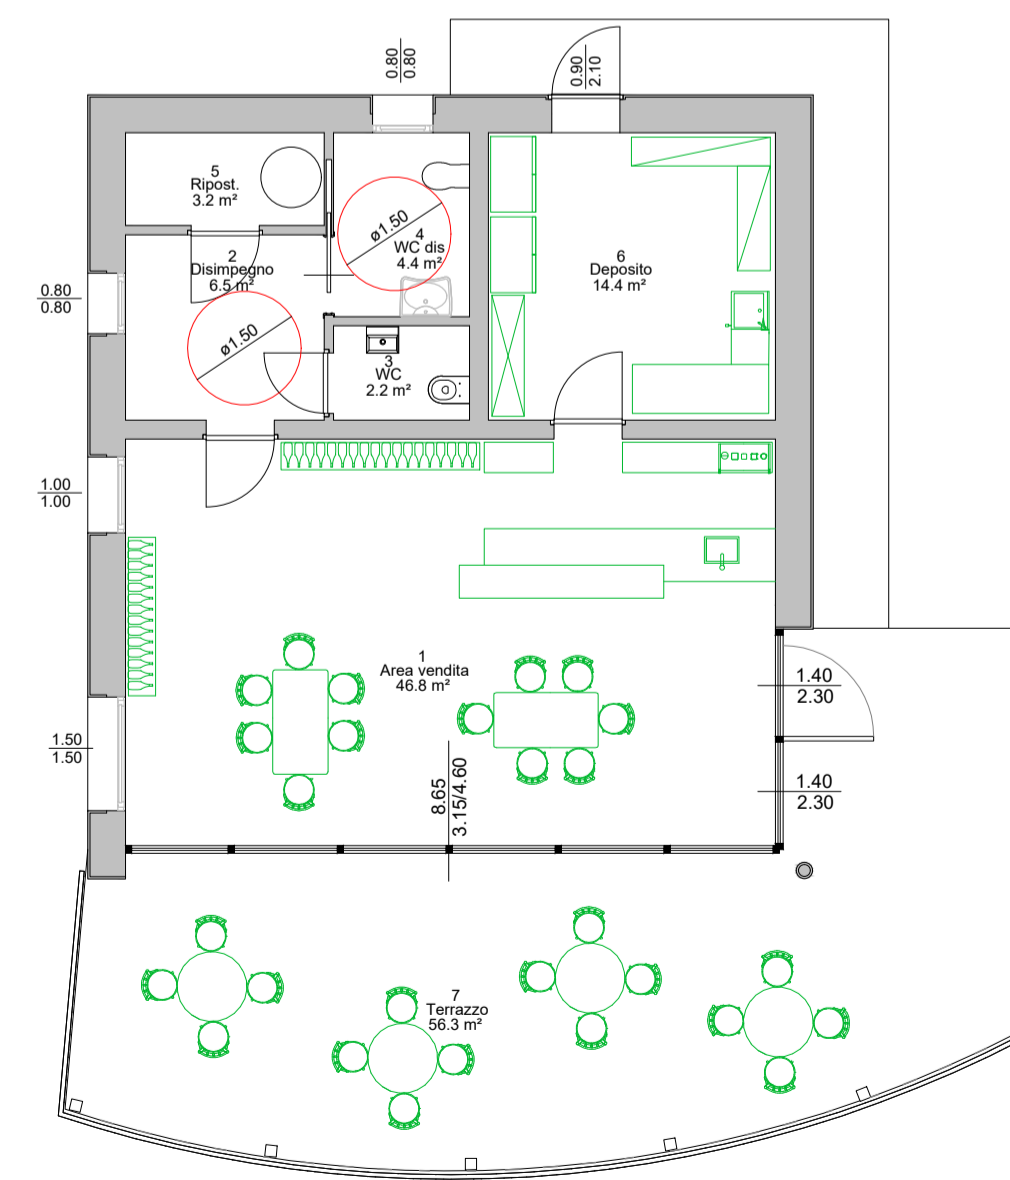 0.80
0.80
0.90
2.10
5
Ripost.
3.2 m²
ø1.50
4
WC dis
4.4 m²
2
Disimpegno
6.5 m²
6
Deposito
14.4 m²
0.80
0.80
ø1.50
3
WC
2.2 m²
1.00
1.00
1
Area vendita
46.8 m²
1.40
2.30
1.50
1.50
8.65
3.15/4.60
1.40
2.30
7
Terrazzo
56.3 m²